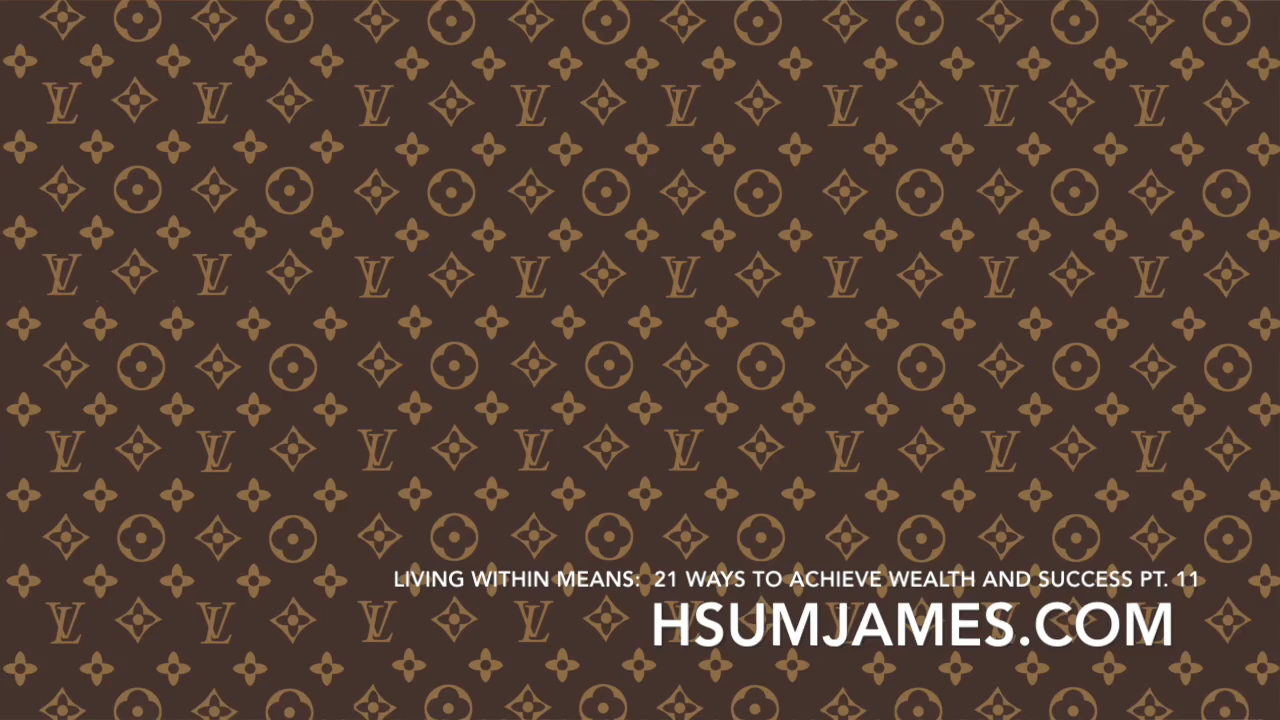 LIVING WITHIN MEANS: 21 WAYS TO ACHIEVE WEALTH AND SUCCESS PT. 11
HSUMJAMES.COM